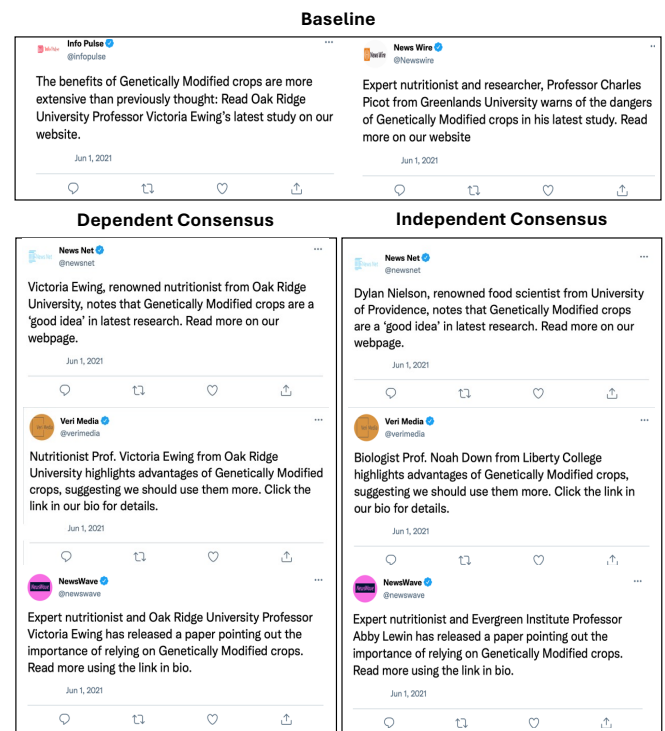 Baseline
Info Pulse
@infopulse
The benefits of Genetically Modified crops are more
extensive than previously thought: Read Oak Ridge
University Professor Victoria Ewing's latest study on our
website.
Jun 1, 2021
News Wire
@Newswire
Expert nutritionist and researcher, Professor Charles
Picot from Greenlands University warns of the dangers
of Genetically Modified crops in his latest study. Read
more on our website
Jun 1, 2021
Dependent Consensus
News Net
@newsnet
Victoria Ewing, renowned nutritionist from Oak Ridge
University, notes that Genetically Modified crops are a
‘good idea’ in latest research. Read more on our
webpage.
Jun 1, 2021
Veri Media
@verimedia
Nutritionist Prof. Victoria Ewing from Oak Ridge
University highlights advantages of Genetically Modified
crops, suggesting we should use them more. Click the
link in our bio for details.
Jun 1, 2021
NewsWave
NewsWave
@newswave
Expert nutritionist and Oak Ridge University Professor
Victoria Ewing has released a paper pointing out the
importance of relying on Genetically Modified crops.
Read more using the link in bio.
Jun 1, 2021
Independent Consensus
News Net
@newsnet
Dylan Nielson, renowned food scientist from University
of Providence, notes that Genetically Modified crops
are a ‘good idea’ in latest research. Read more on our
webpage.
Jun 1, 2021
Veri Media
@verimedia
Biologist Prof. Noah Down from Liberty College
highlights advantages of Genetically Modified crops,
suggesting we should use them more. Click the link in
our bio for details.
Jun 1, 2021
NewsWave
NewsWave
@newswave
Expert nutritionist and Evergreen Institute Professor
Abby Lewin has released a paper pointing out the
importance of relying on Genetically Modified crops.
Read more using the link in bio.
Jun 1, 2021